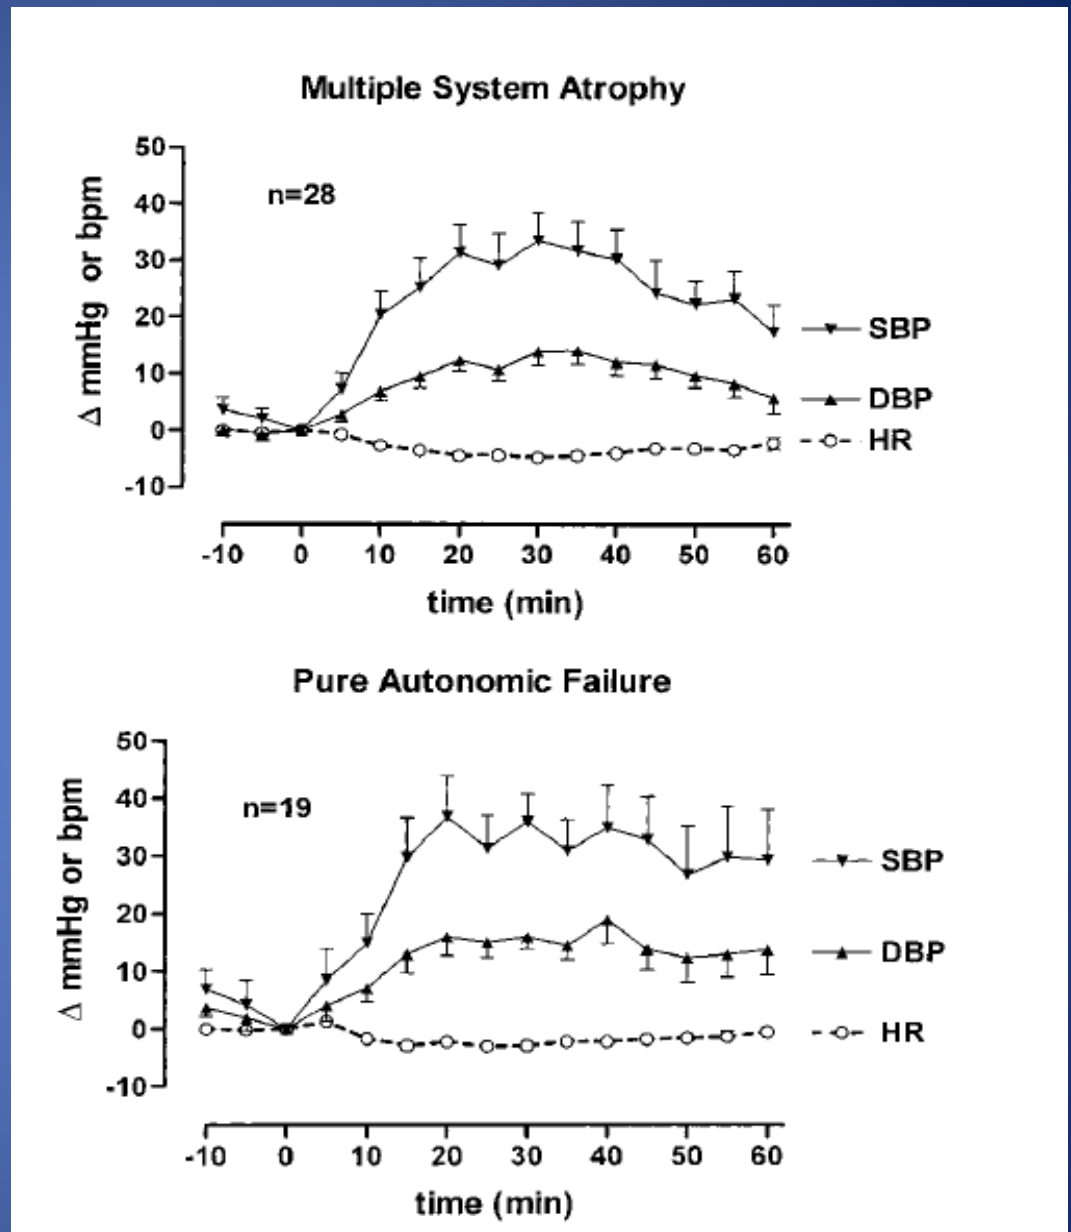 Multiple System Atrophy
50
n=28
40
30
20
10
0
-10
Δ mmHg or bpm
SBP
DBP
HR
-10 0 10 20 30 40 50 60
time (min)
Pure Autonomic Failure
50
n=19
40
30
20
10
0
-10
Δ mmHg or bpm
SBP
DBP
HR
-10 0 10 20 30 40 50 60
time (min)